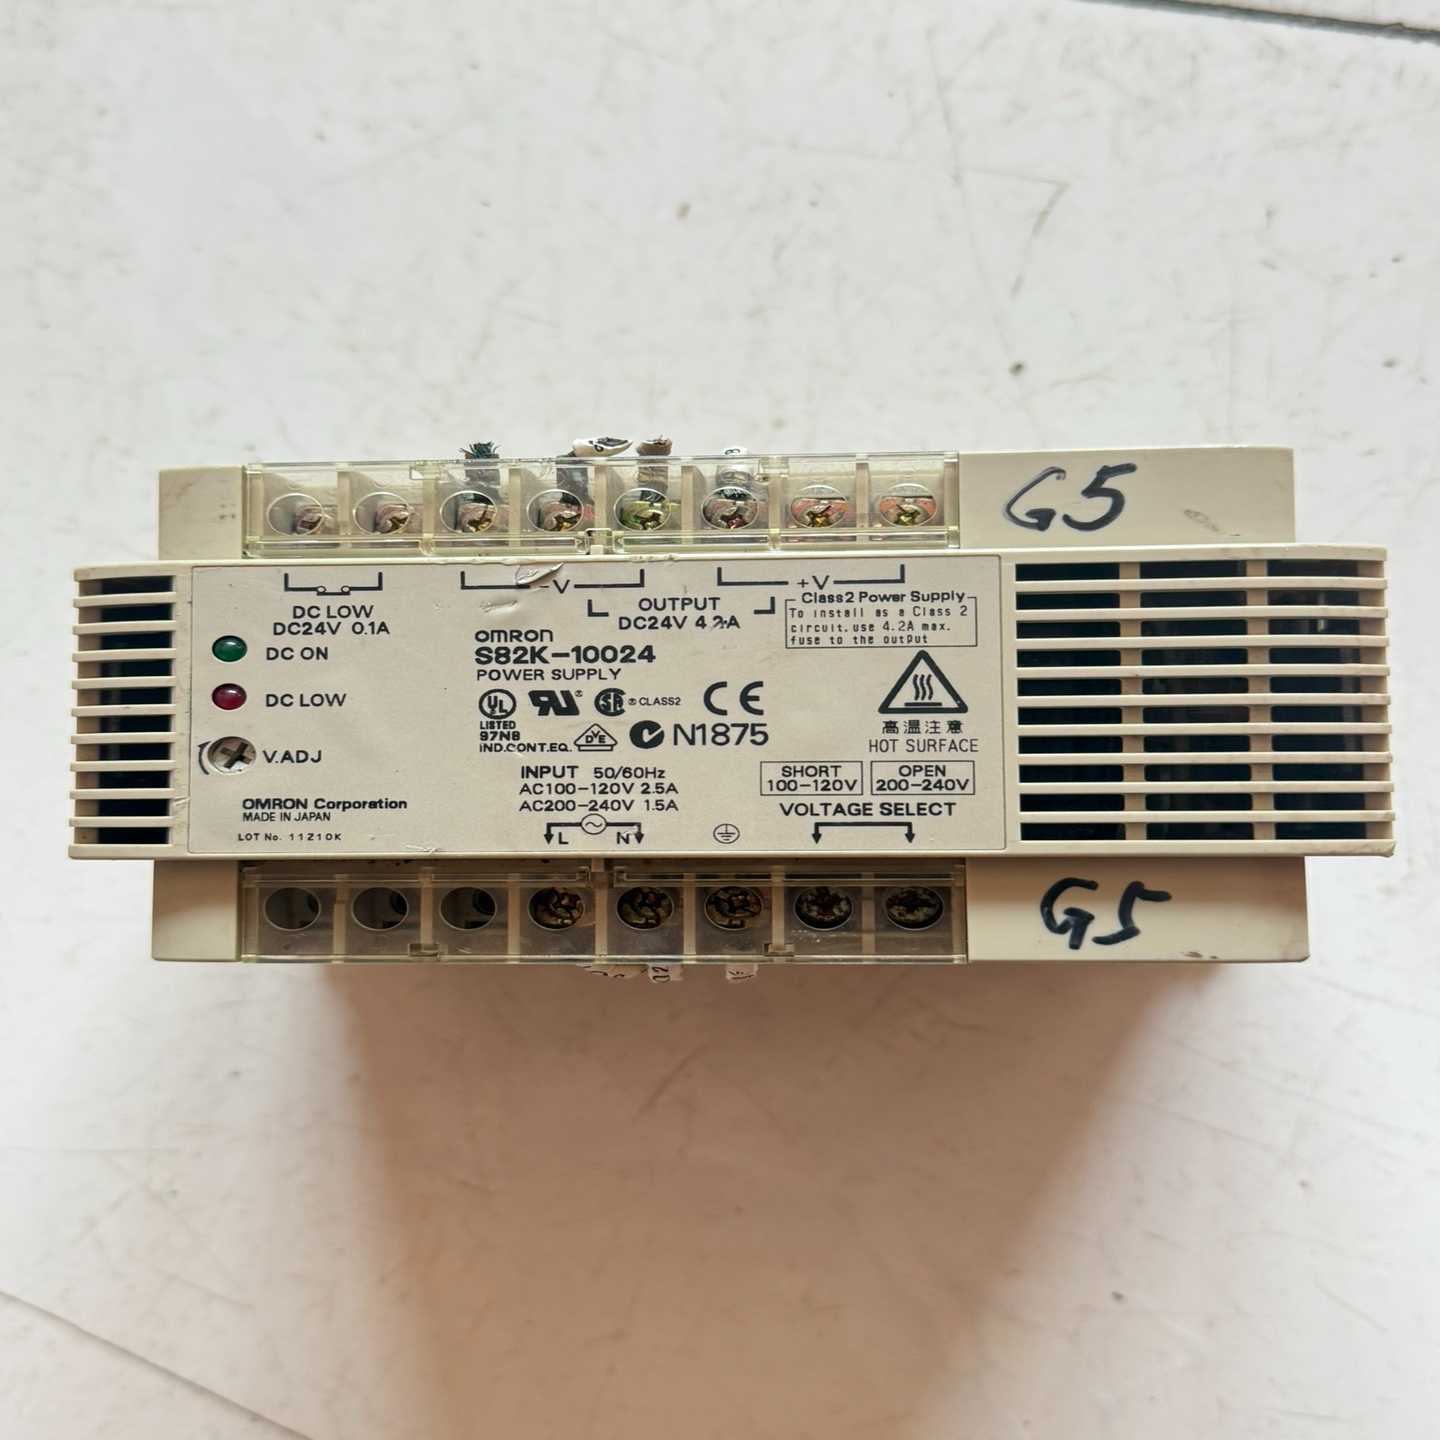 G5
-V
+V
DC LOW
DC24V 0.1A
OUTPUT
DC24V 4.2A
Class2 Power Supply
To install as a Class 2
circuit, use 4.2A max.
fuse to the output
DC ON
DC LOW
V.ADJ
OMRON
S82K-10024
POWER SUPPLY
UL
LISTED
97N8
IND.CONT.EQ.
® CLASS2
CE
N1875
高温注意
HOT SURFACE
INPUT 50/60Hz
AC100-120V 2.5A
AC200-240V 1.5A
L N
SHORT
100-120V
OPEN
200-240V
VOLTAGE SELECT
OMRON Corporation
MADE IN JAPAN
LOT No. 11Z10K
G5